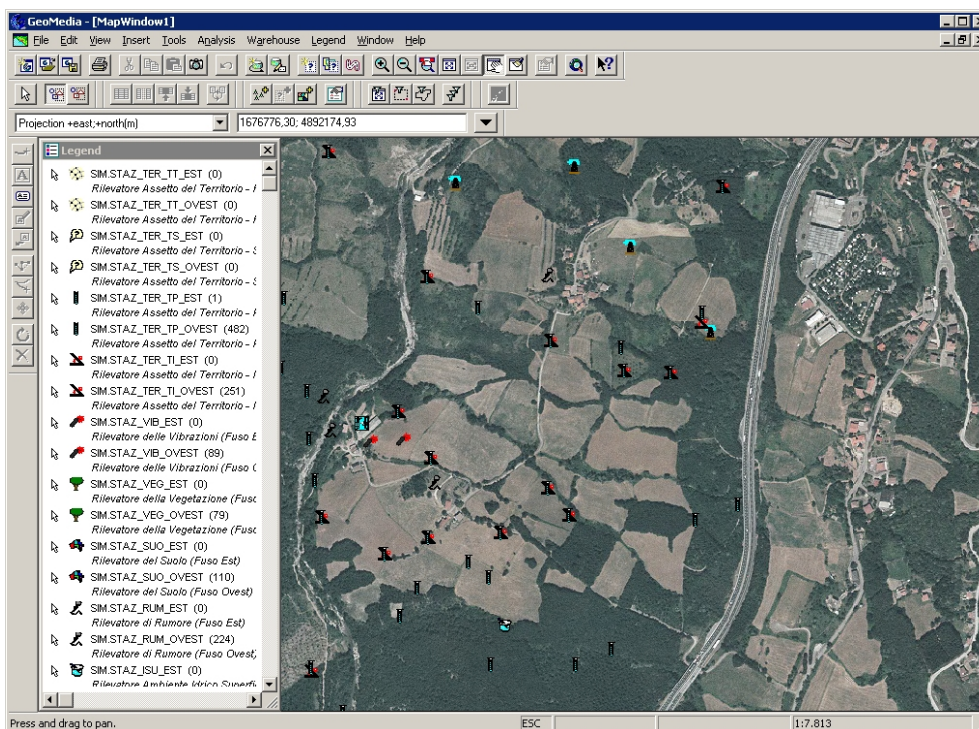 GeoMedia - [MapWindow1]
File Edit View Insert Tools Analysis Warehouse Legend Window Help
Projection +east;+north(m) 1676776,30; 4892174,93
Legend
SIM.STAZ_TER_TT_EST (0)
Rilevatore Assetto del Territorio -
SIM.STAZ_TER_TT_OVEST (0)
Rilevatore Assetto del Territorio -
SIM.STAZ_TER_TS_EST (0)
Rilevatore Assetto del Territorio - S
SIM.STAZ_TER_TS_OVEST (0)
Rilevatore Assetto del Territorio - S
SIM.STAZ_TER_TP_EST (1)
Rilevatore Assetto del Territorio -
SIM.STAZ_TER_TP_OVEST (482)
Rilevatore Assetto del Territorio -
SIM.STAZ_TER_TI_EST (0)
Rilevatore Assetto del Territorio -
SIM.STAZ_TER_TI_OVEST (251)
Rilevatore Assetto del Territorio -
SIM.STAZ_VIB_EST (0)
Rilevatore delle Vibrazioni (Fuso E
SIM.STAZ_VIB_OVEST (89)
Rilevatore delle Vibrazioni (Fuso
SIM.STAZ_VEG_EST (0)
Rilevatore della Vegetazione (Fuso
SIM.STAZ_VEG_OVEST (79)
Rilevatore della Vegetazione (Fuso
SIM.STAZ_SUO_EST (0)
Rilevatore del Suolo (Fuso Est)
SIM.STAZ_SUO_OVEST (110)
Rilevatore del Suolo (Fuso Ovest)
SIM.STAZ_RUM_EST (0)
Rilevatore di Rumore (Fuso Est)
SIM.STAZ_RUM_OVEST (224)
Rilevatore di Rumore (Fuso Ovest)
SIM.STAZ_ISU_EST (0)
Rilevatore Ambiente Idrico Superfi
Press and drag to pan. ESC 1:7.813